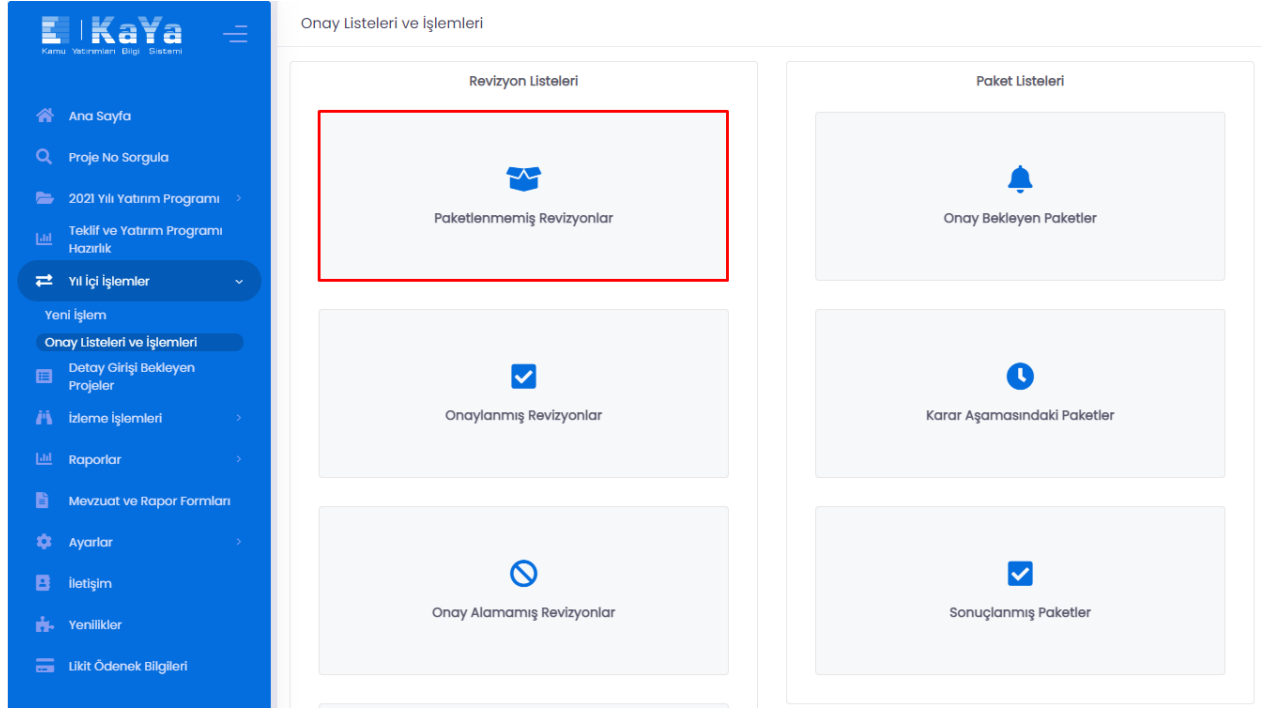 KaYa
Kamu Yatırımları Bilgi Sistemi
Ana Sayfa
Proje No Sorgula
2021 Yılı Yatırım Programı
Teklif ve Yatırım Programı
Hazırlık
Yıl İçi İşlemler
Yeni İşlem
Onay Listeleri ve İşlemleri
Detay Girişi Bekleyen
Projeler
İzleme İşlemleri
Raporlar
Mevzuat ve Rapor Formları
Ayarlar
İletişim
Yenilikler
Likit Ödenek Bilgileri
Onay Listeleri ve İşlemleri
Revizyon Listeleri
Paketlenmemiş Revizyonlar
Onaylanmış Revizyonlar
Onay Alamamış Revizyonlar
Paket Listeleri
Onay Bekleyen Paketler
Karar Aşamasındaki Paketler
Sonuçlanmış Paketler